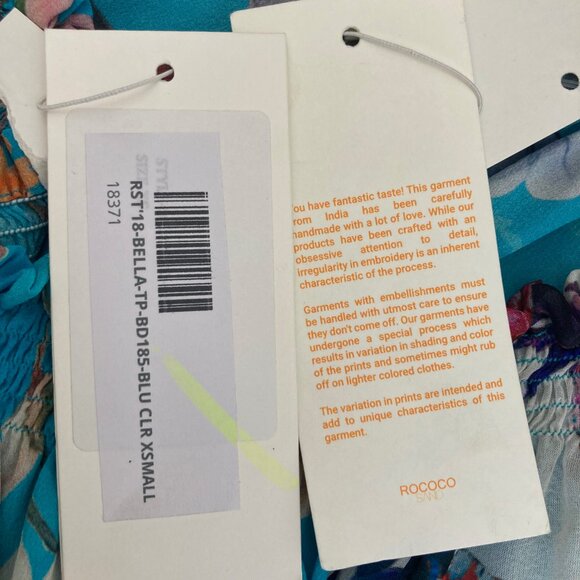 RST'18-BELLA-TP-BD185-BLU CLR XSMALL
18371
ou have fantastic taste! This garment
rom India has been carefully
handmade with a lot of love. While our
products have been crafted with an
obsessive attention to detail,
irregularity in embroidery is an inherent
characteristic of the process.
Garments with embellishments must
be handled with utmost care to ensure
they don't come off. Our garments have
undergone a special process which
results in variation in shading and color
of the prints and sometimes might rub
off on lighter colored clothes.
The variation in prints are intended and
add to unique characteristics of this
garment.
ROCOCO
SAND